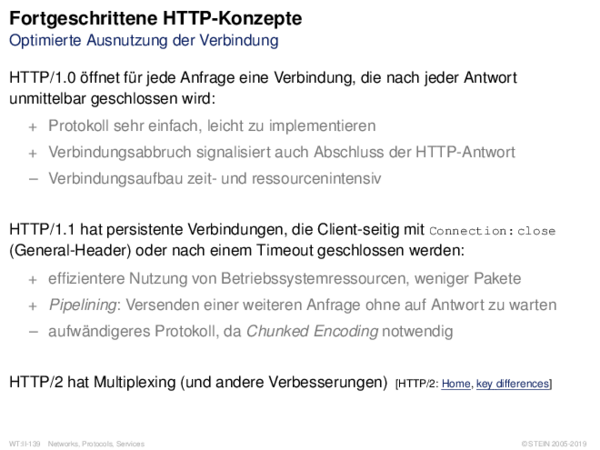 Fortgeschrittene HTTP-Konzepte
Optimierte Ausnutzung der Verbindung
HTTP/1.0 öffnet für jede Anfrage eine Verbindung, die nach jeder Antwort
unmittelbar geschlossen wird:
+ Protokoll sehr einfach, leicht zu implementieren
+ Verbindungsabbruch signalisiert auch Abschluss der HTTP-Antwort
– Verbindungsaufbau zeit- und ressourcenintensiv
HTTP/1.1 hat persistente Verbindungen, die Client-seitig mit Connection:close
(General-Header) oder nach einem Timeout geschlossen werden:
+ effizientere Nutzung von Betriebssystemressourcen, weniger Pakete
+ Pipelining: Versenden einer weiteren Anfrage ohne auf Antwort zu warten
– aufwändigeres Protokoll, da Chunked Encoding notwendig
HTTP/2 hat Multiplexing (und andere Verbesserungen) [HTTP/2: Home, key differences]
WT:II-139 Networks, Protocols, Services © STEIN 2005-2019